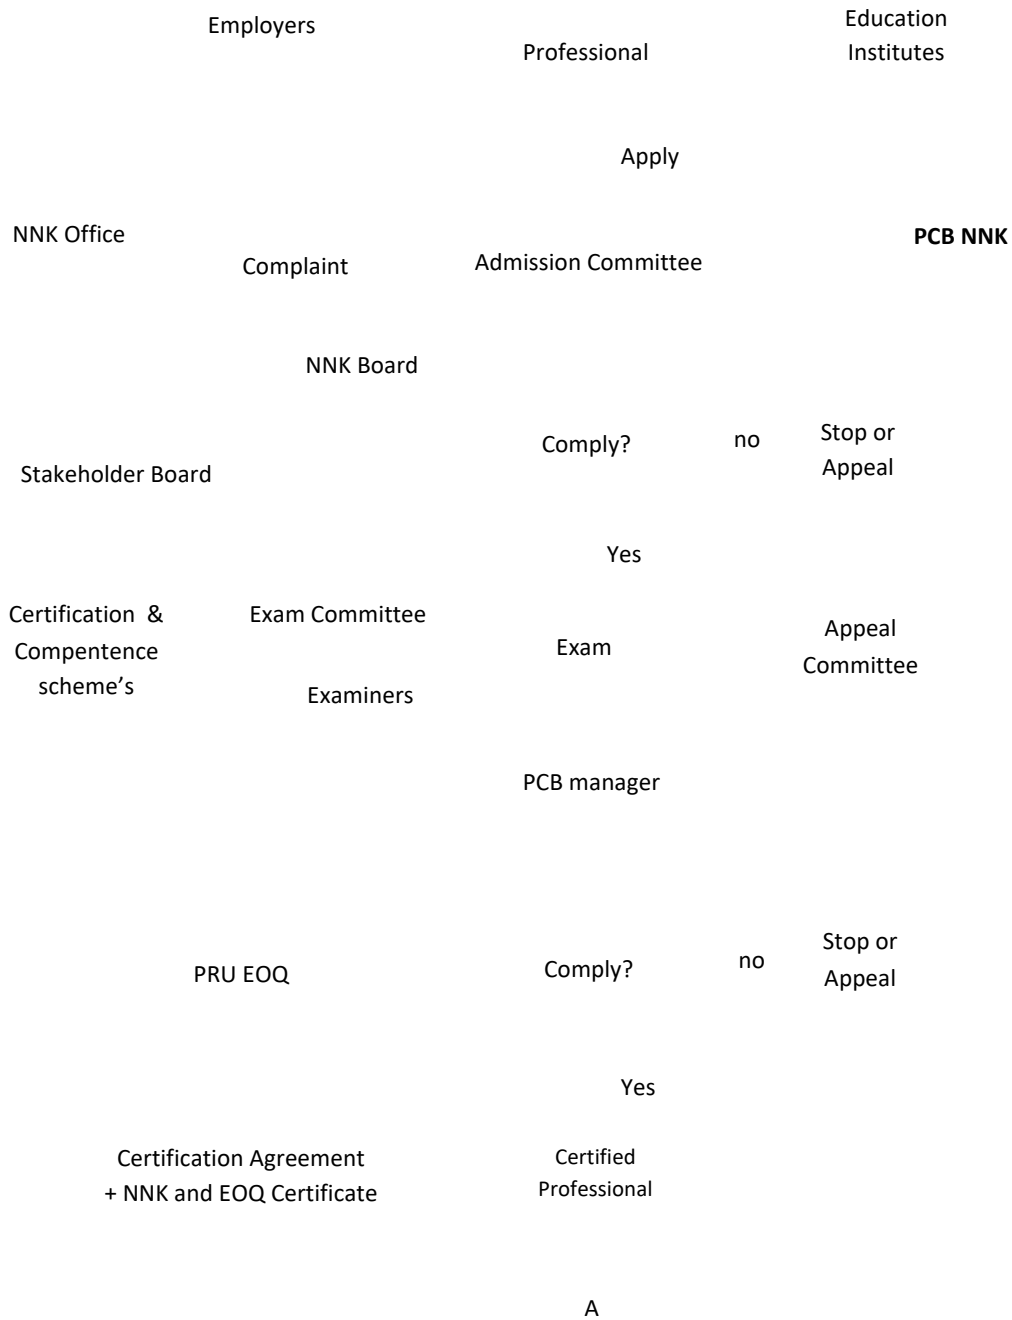 Employers
Education
Professional
Institutes
Apply
NNK Office
PCB NNK
Complaint
Admission Committee
NNK Board
Comply?
no
Stop or
Appeal
Stakeholder Board
Yes
Certification &
Compentence
scheme's
Exam Committee
Examiners
Exam
Appeal
Committee
PCB manager
PRU EOQ
Comply?
no
Stop or
Appeal
Yes
Certification Agreement
+ NNK and EOQ Certificate
Certified
Professional
A